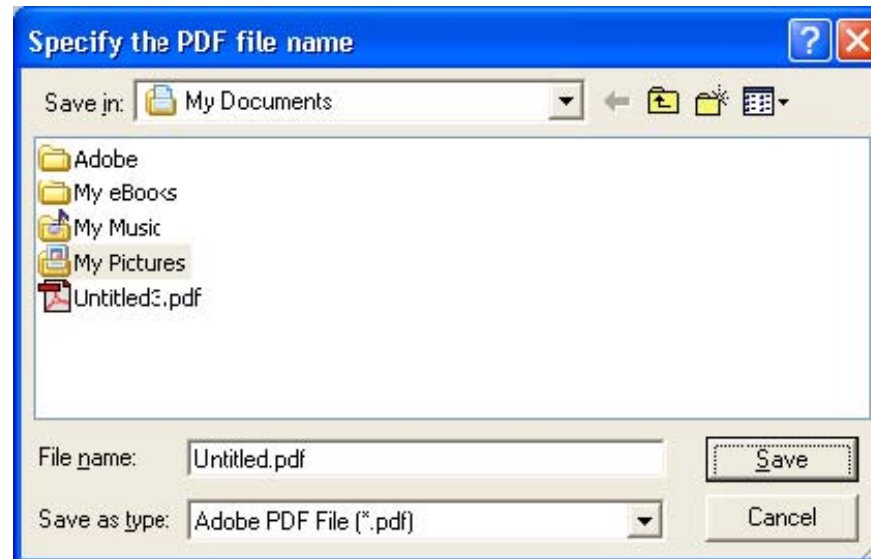 Specify the PDF file name
Save in: My Documents
Adobe
My eBooks
My Music
My Pictures
Untitled3.pdf
File name: Untitled.pdf Save
Save as type: Adobe PDF File (*.pdf) Cancel